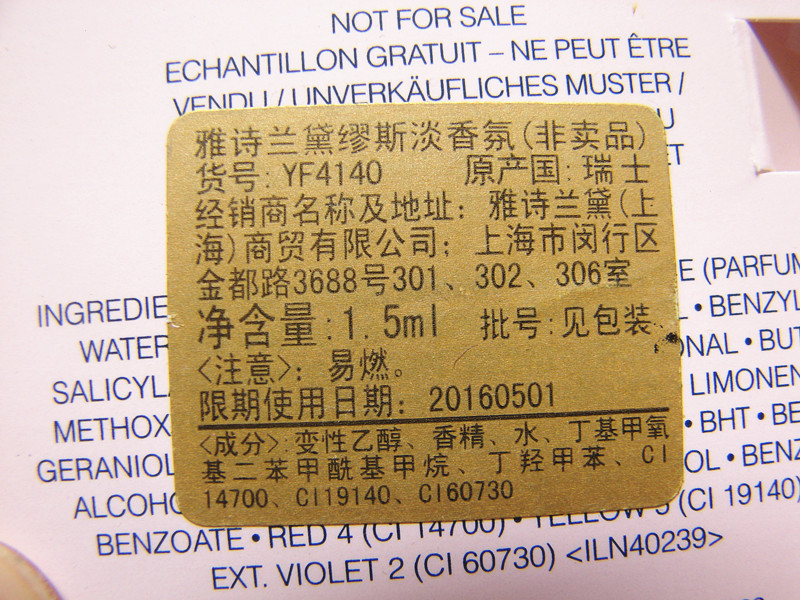 NOT FOR SALE
ECHANTILLON GRATUIT – NE PEUT ÊTRE
VENDU / UNVERKÄUFLICHES MUSTER /
雅诗兰黛缪斯淡香氛(非卖品)
货号: YF4140 原产国: 瑞士
经销商名称及地址: 雅诗兰黛(上
海)商贸有限公司; 上海市闵行区
金都路3688号301、302、306室
净含量:1.5ml 批号:见包装
<注意>: 易燃。
限期使用日期: 20160501
<成分>:变性乙醇、香精、水、丁基甲氧
基二苯甲酰基甲烷、丁羟甲苯、CI
14700、CI19140、CI60730
(PARFUM
INGREDIE
• BENZYL
WATER
ONAL • BUT
SALICYL
LIMONEN
METHOX
• BHT • BE
GERANIOL
OL • BENZ
ALCOHO
5 (CI 19140)
BENZOATE • RED 4 (CI 14700) • YELLOW
EXT. VIOLET 2 (CI 60730) <ILN40239>